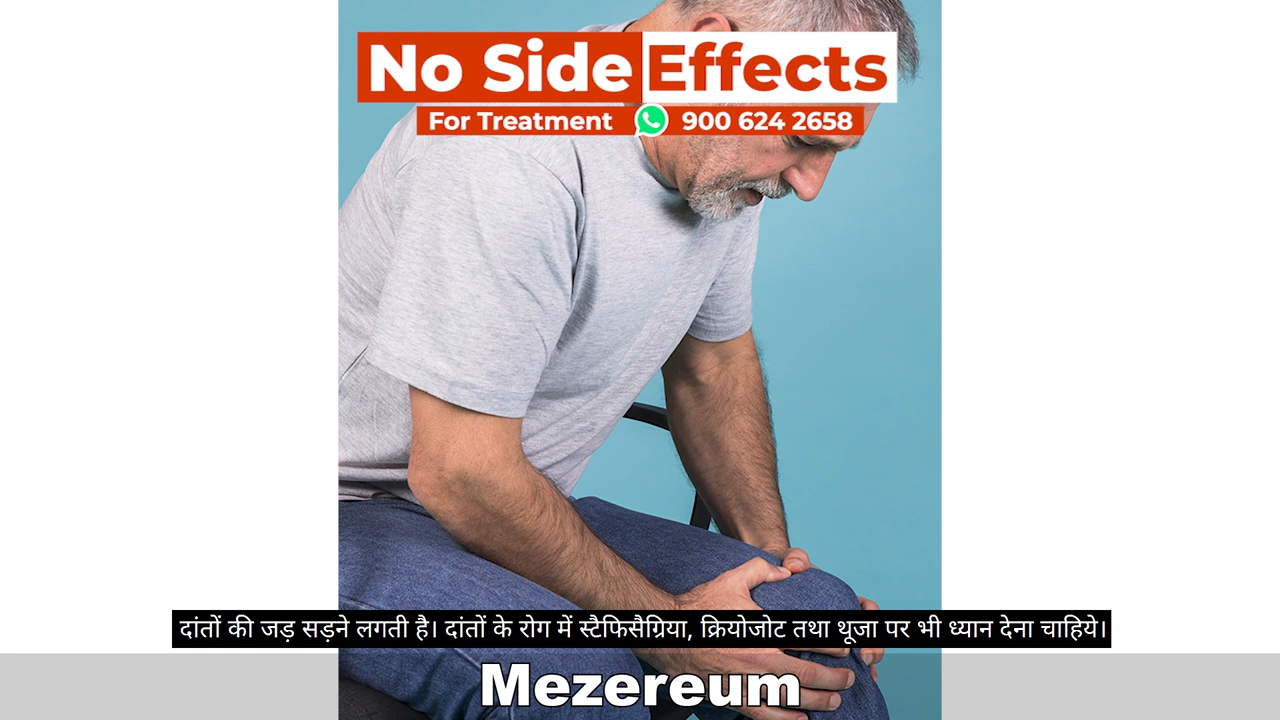 No Side Effects
For Treatment 900 624 2658
दांतों की जड़ सड़ने लगती है। दांतों के रोग में स्टैफिसैग्रिया, क्रियोजोट तथा थूजा पर भी ध्यान देना चाहिये।
Mezereum